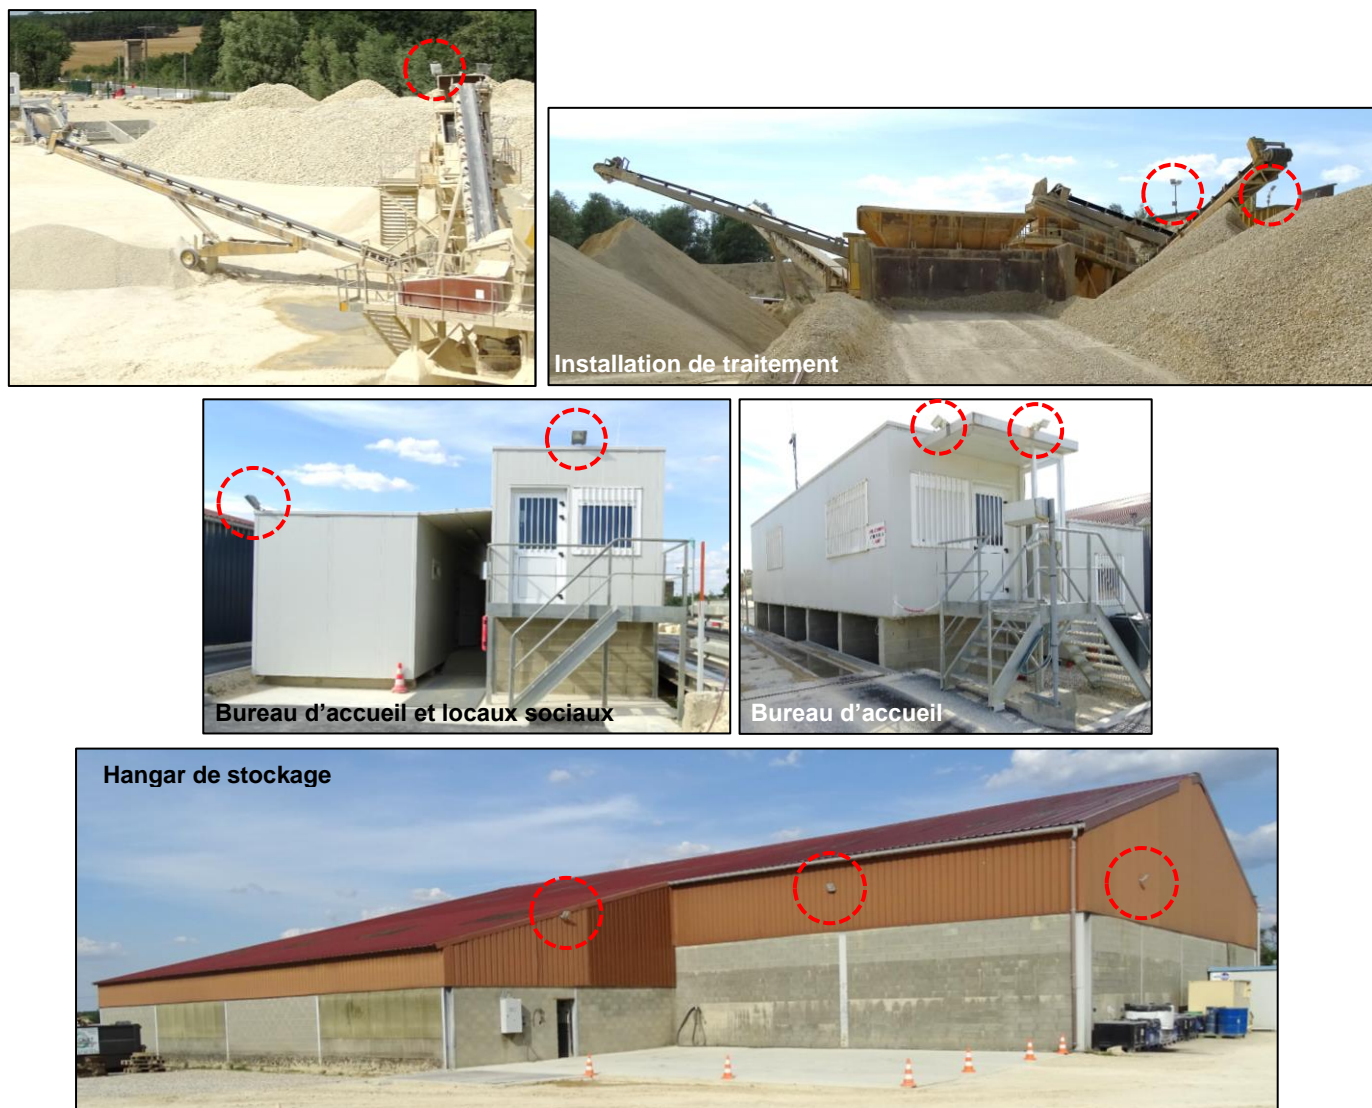 Installation de traitement
Bureau d’accueil et locaux sociaux
Bureau d’accueil
Hangar de stockage